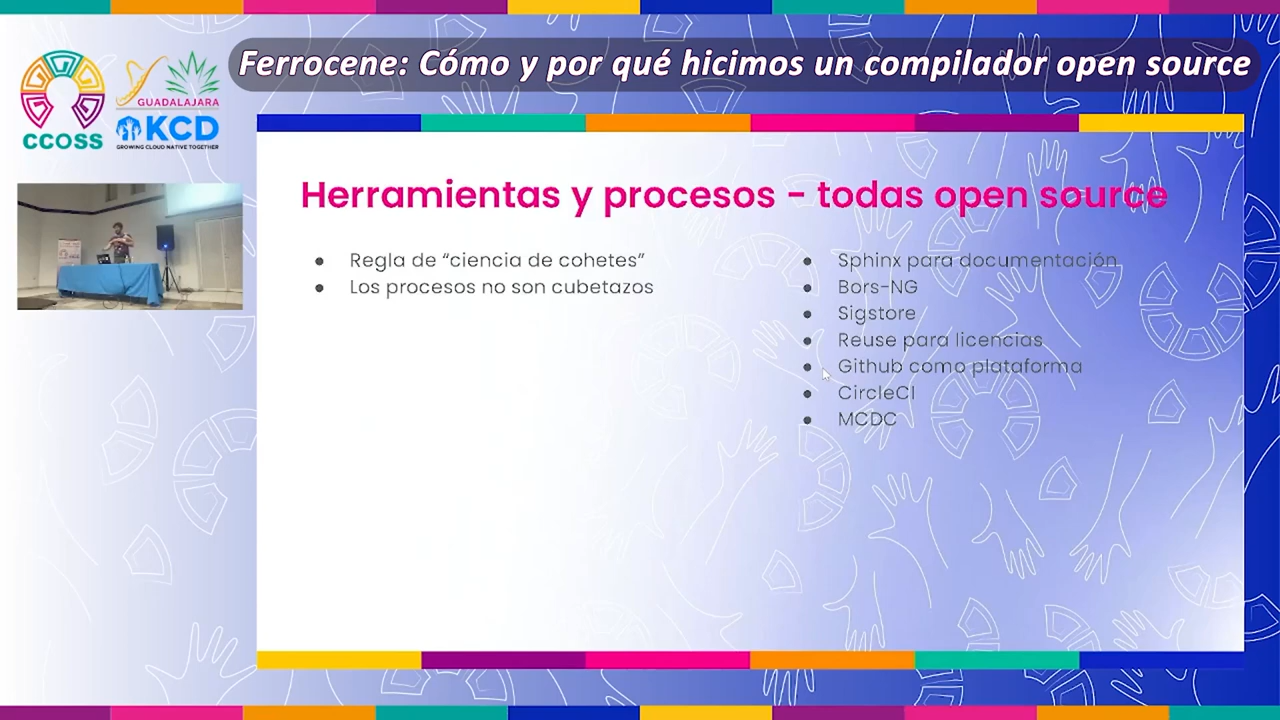 Ferrocene: Cómo y por qué hicimos un compilador open source
CCOSS
GUADALAJARA
KCD
GROWING CLOUD NATIVE TOGETHER
Herramientas y procesos - todas open source
Regla de “ciencia de cohetes”
Los procesos no son cubetazos
Sphinx para documentación
Bors-NG
Sigstore
Reuse para licencias
Github como plataforma
CircleCI
MCDC